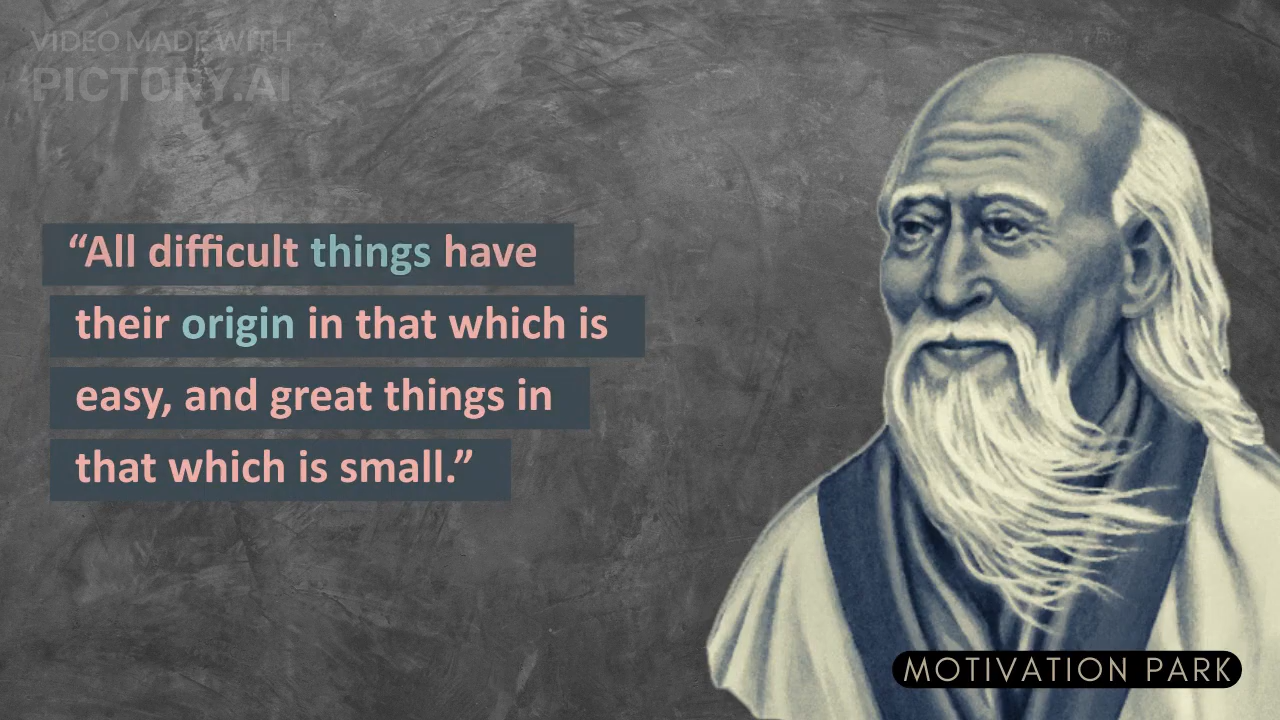 VIDEO MADE WITH
PICTORY.AI
“All difficult things have
their origin in that which is
easy, and great things in
that which is small.”
MOTIVATION PARK